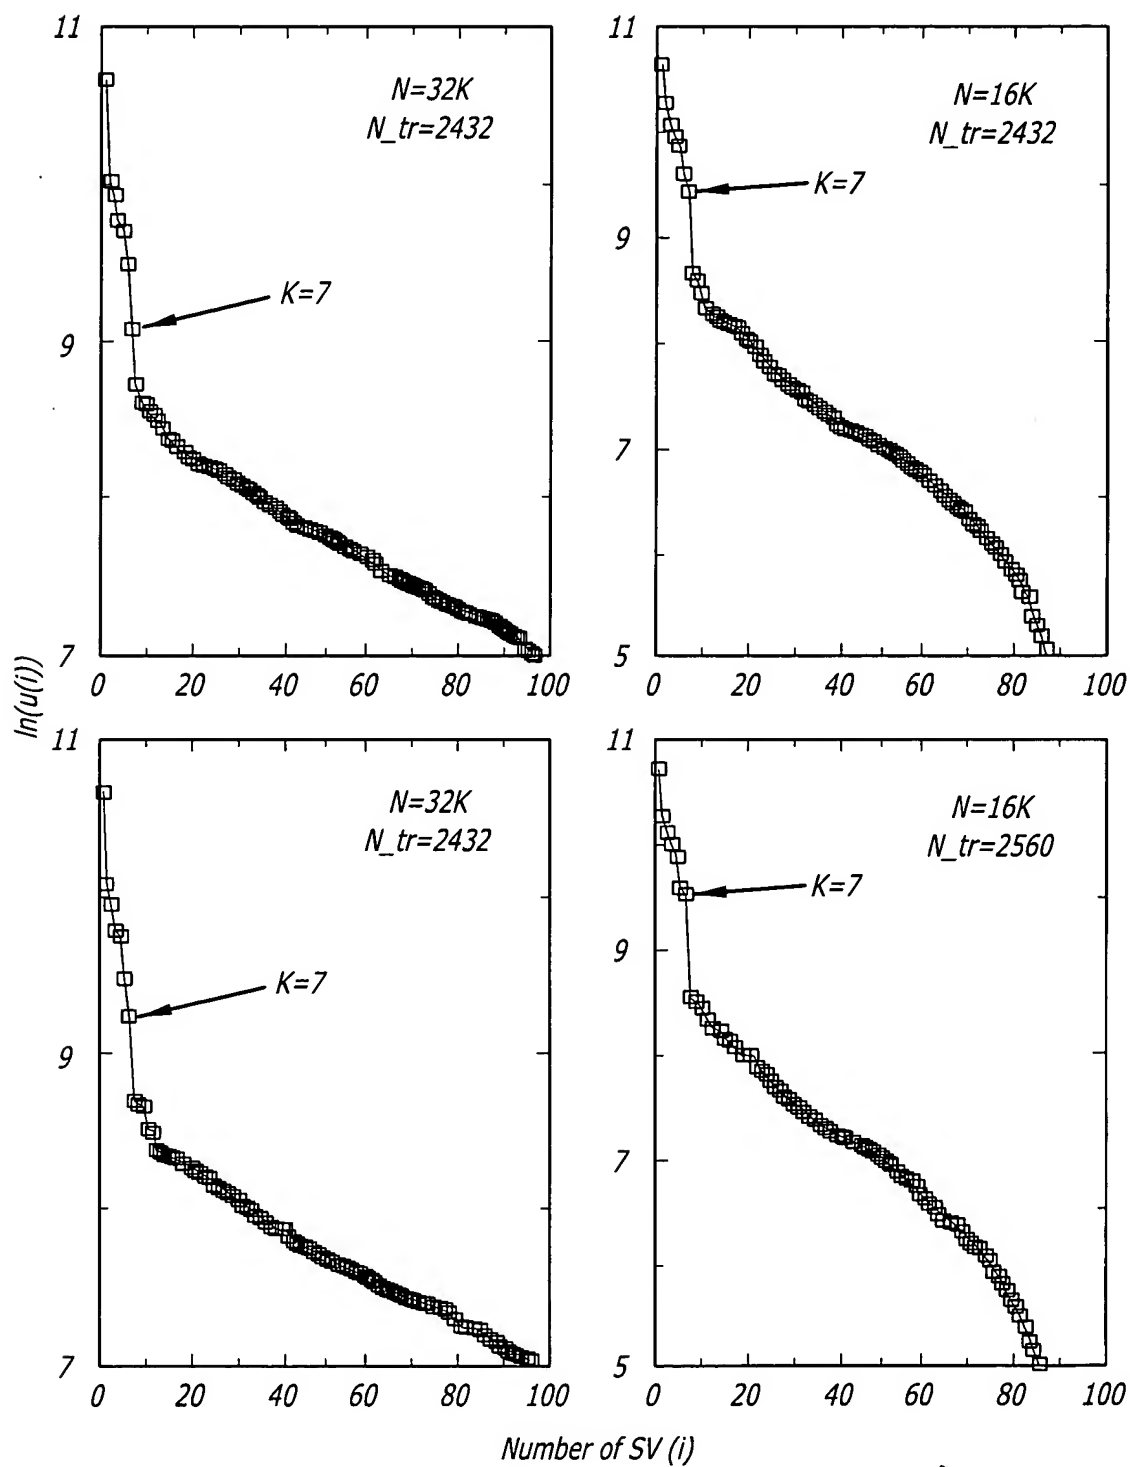 11
N=32K
N_tr=2432
K=7
9
7
0 20 40 60 80 100
11
N=16K
N_tr=2432
K=7
9
7
5
0 20 40 60 80 100
ln(u(i))
11
N=32K
N_tr=2432
K=7
9
7
0 20 40 60 80 100
11
N=16K
N_tr=2560
K=7
9
7
5
0 20 40 60 80 100
Number of SV (i)